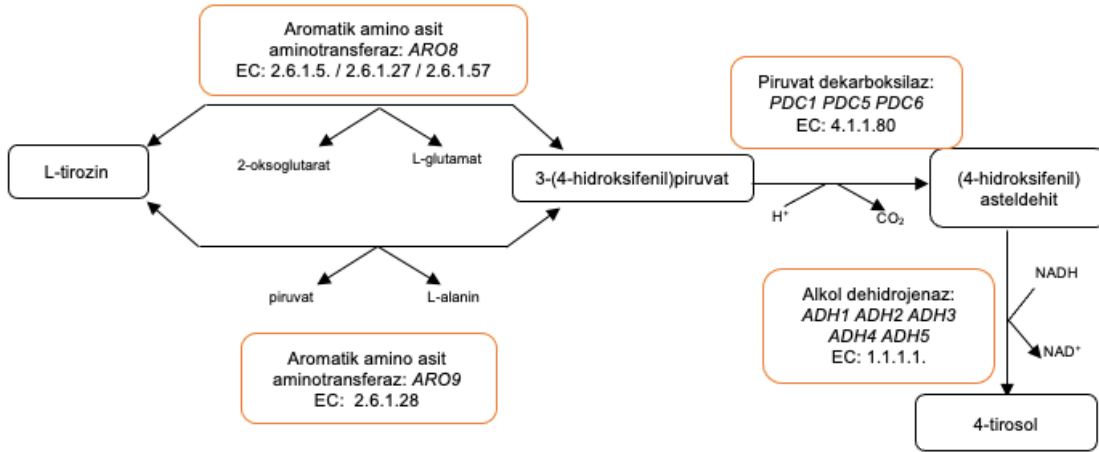 Aromatik amino asit
aminotransferaz: ARO8
EC: 2.6.1.5. / 2.6.1.27 / 2.6.1.57
Piruvat dekarboksilaz:
PDC1 PDC5 PDC6
EC: 4.1.1.80
L-tirozin
2-oksoglutarat
L-glutamat
3-(4-hidroksifenil)piruvat
H⁺
CO₂
(4-hidroksifenil)
asteldehit
piruvat
L-alanin
Aromatik amino asit
aminotransferaz: ARO9
EC: 2.6.1.28
Alkol dehidrojenaz:
ADH1 ADH2 ADH3
ADH4 ADH5
EC: 1.1.1.1.
NADH
NAD⁺
4-tirosol